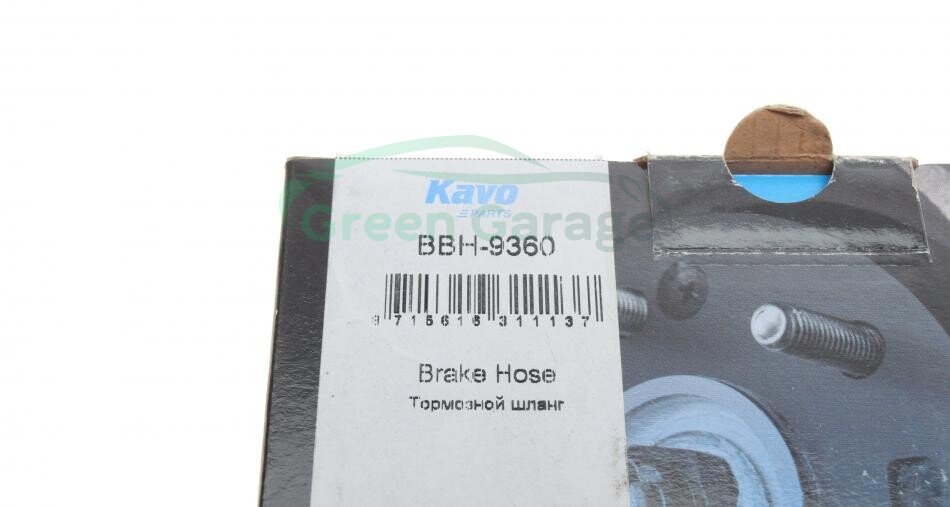 Kavo
PARTS
Green Garage
BBH-9360
8 715616 311137
Brake Hose
Тормозной шланг